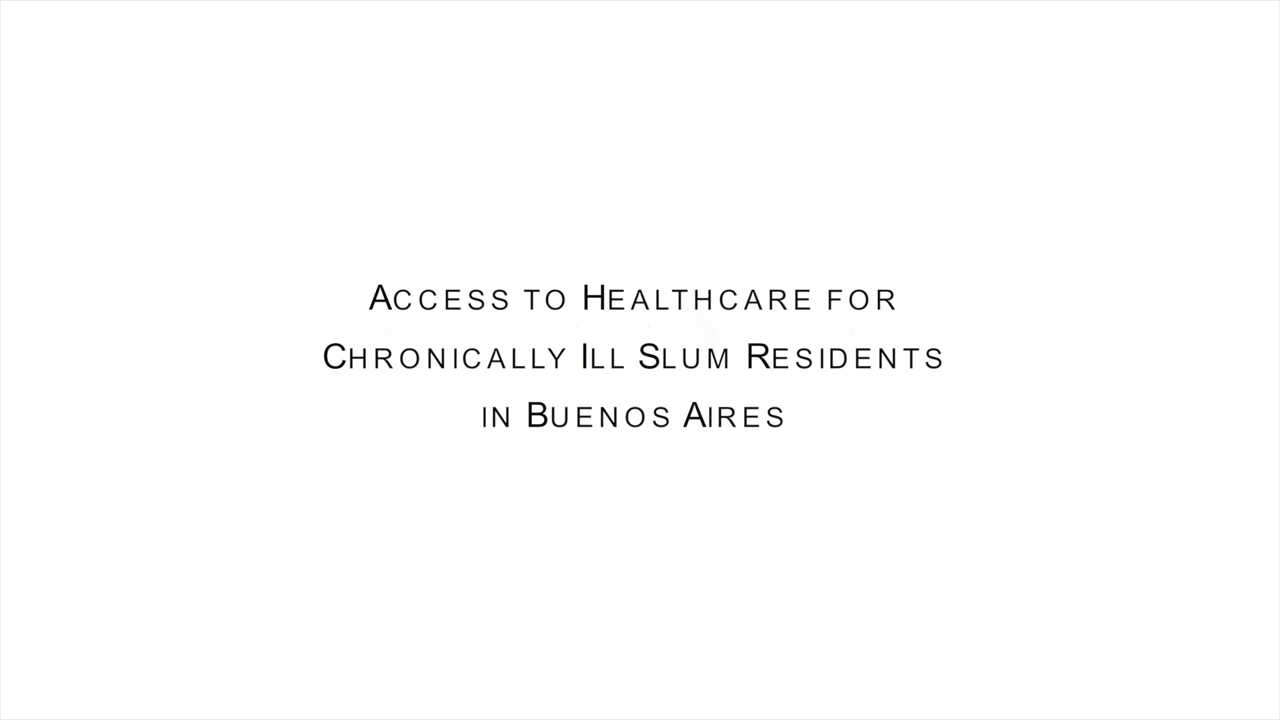 Access to Healthcare for
Chronically Ill Slum Residents
in Buenos Aires